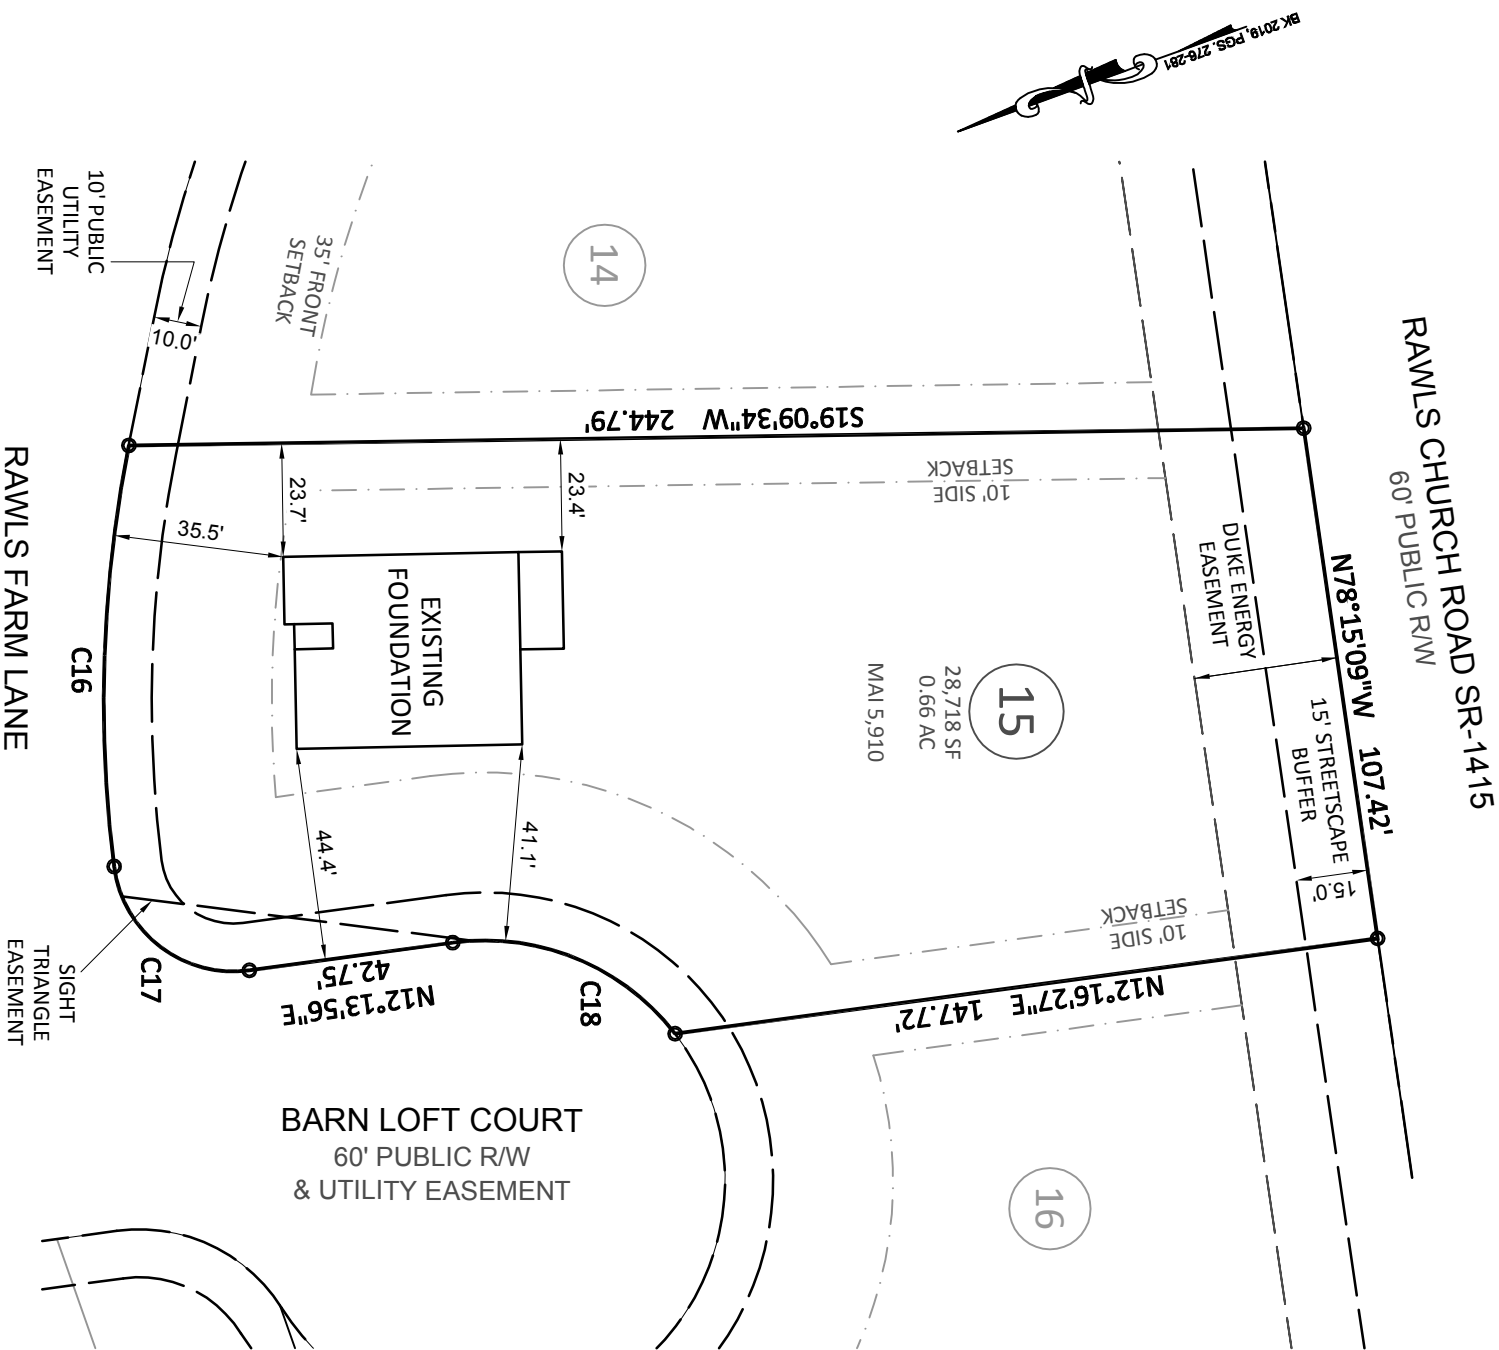 BK 2019, PGS. 276-281
RAWLS CHURCH ROAD SR-1415
60' PUBLIC R/W
N78°15'09"W 107.42'
DUKE ENERGY
EASEMENT
15' STREETSCAPE
BUFFER
15.0'
14
35' FRONT
SETBACK
10' PUBLIC
UTILITY
EASEMENT
10.0'
S19°09'34"W 244.79'
10' SIDE
SETBACK
15
28,718 SF
0.66 AC
MAI 5,910
23.4'
23.7'
35.5'
EXISTING
FOUNDATION
41.1'
44.4'
10' SIDE
SETBACK
N12°16'27"E 147.72'
16
C16
C17
C18
N12°13'56"E
42.75'
SIGHT
TRIANGLE
EASEMENT
RAWLS FARM LANE
BARN LOFT COURT
60' PUBLIC R/W
& UTILITY EASEMENT